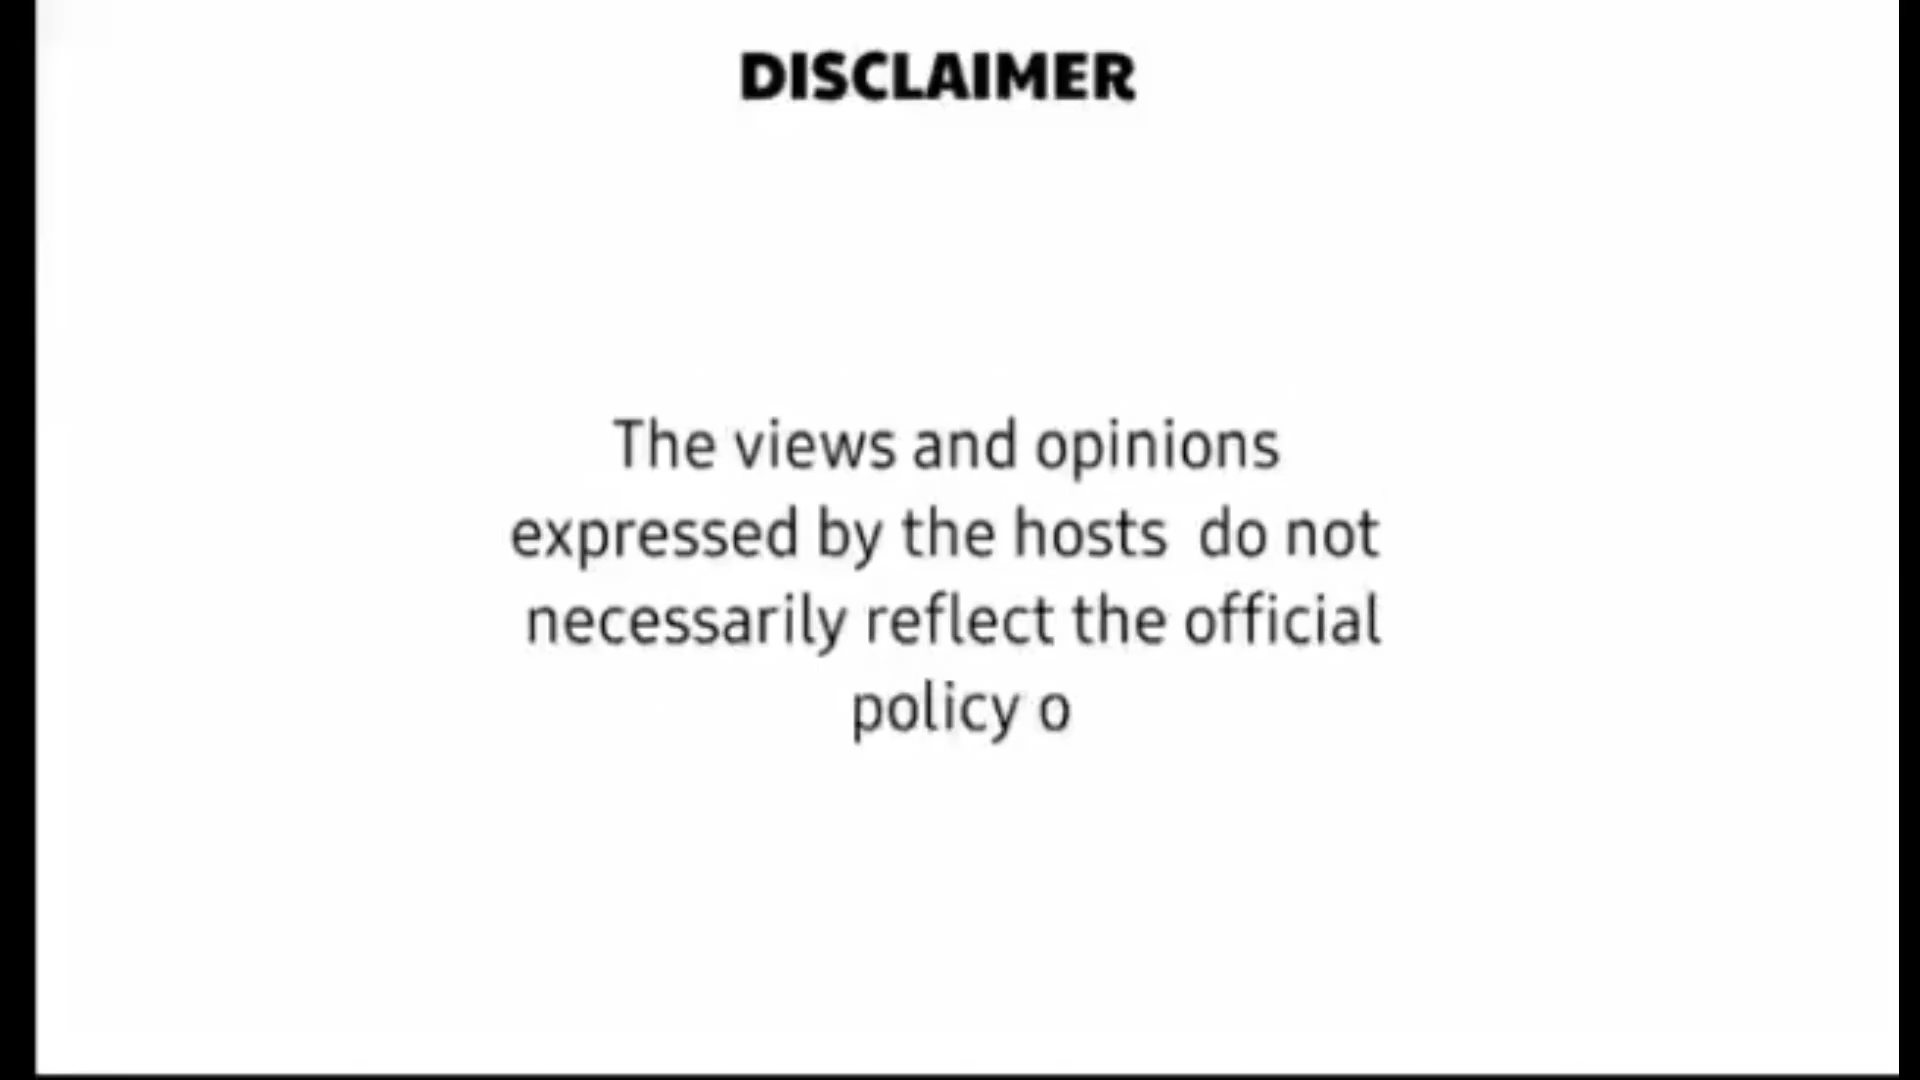 DISCLAIMER
The views and opinions
expressed by the hosts  do not
necessarily reflect the official
policy o